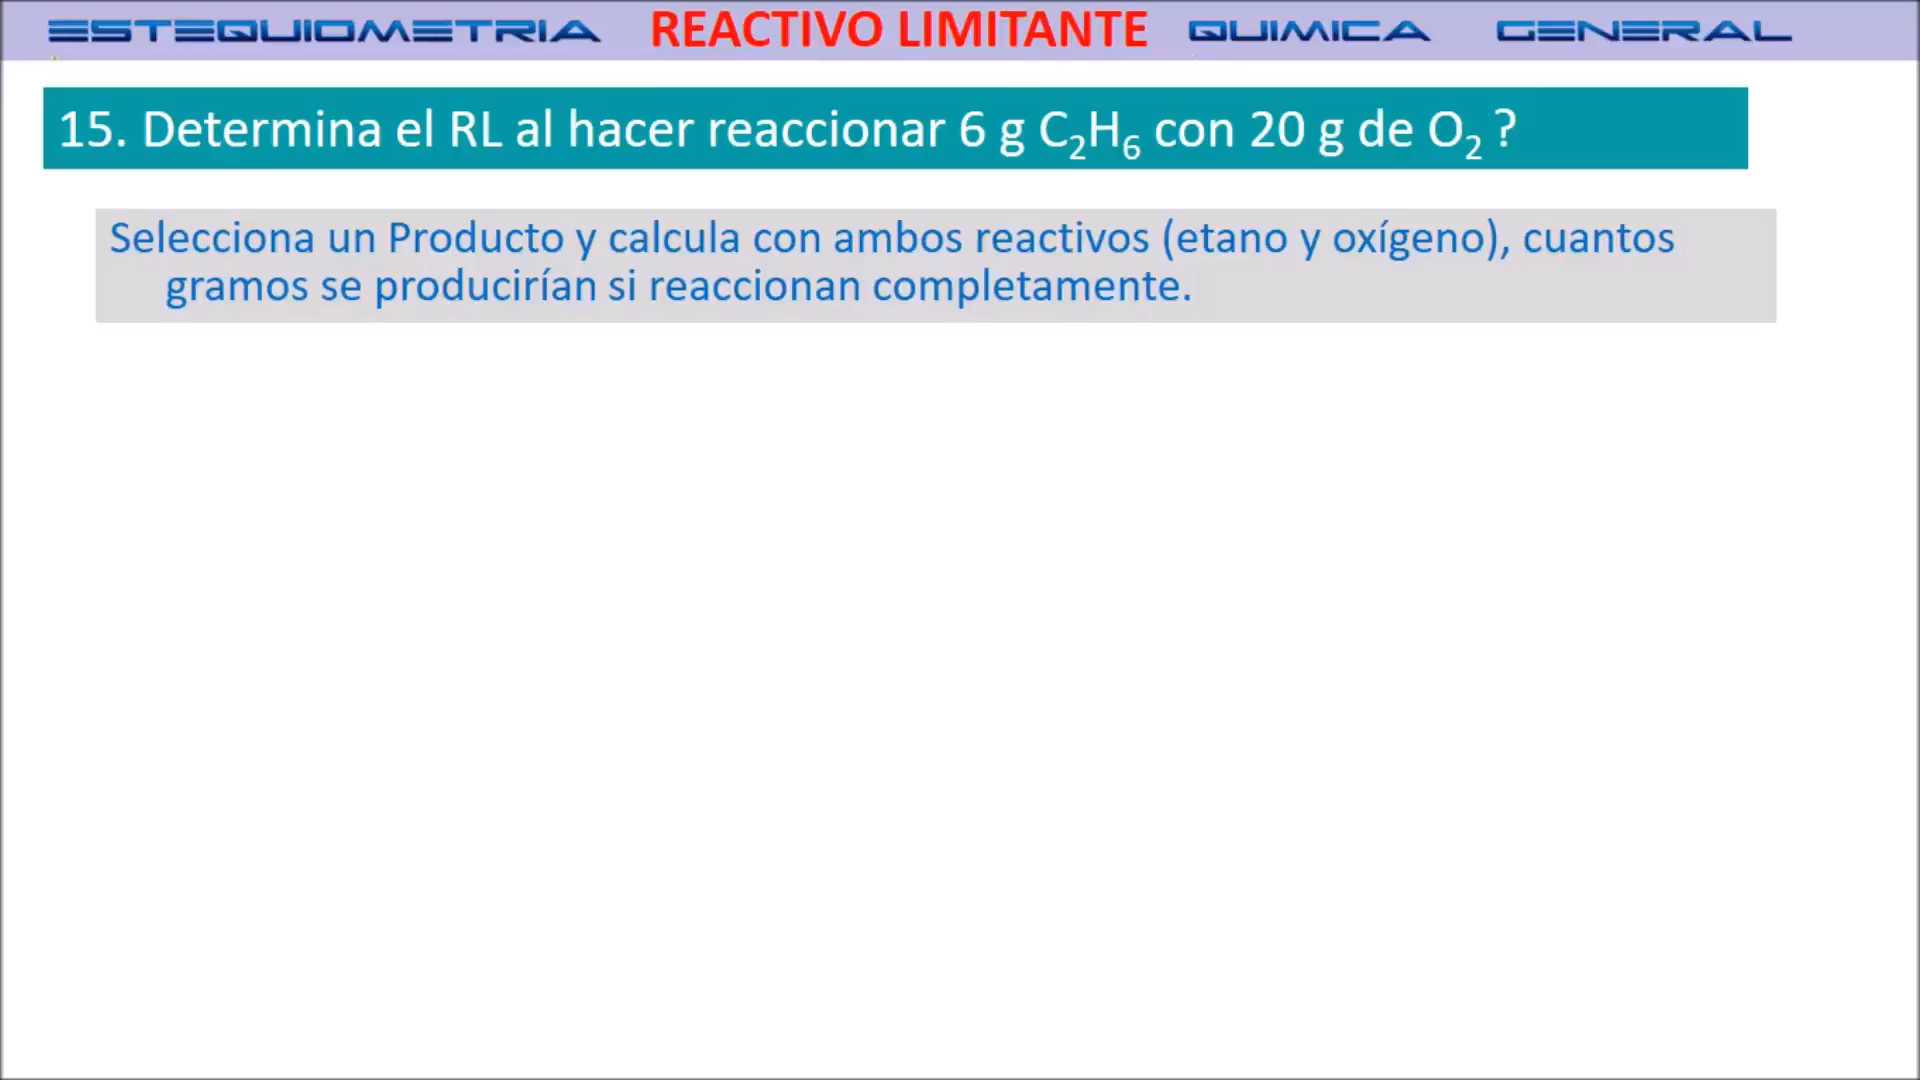 ESTEQUIOMETRIA REACTIVO LIMITANTE QUIMICA GENERAL
15. Determina el RL al hacer reaccionar 6 g C₂H₆ con 20 g de O₂ ?
Selecciona un Producto y calcula con ambos reactivos (etano y oxígeno), cuantos
gramos se producirían si reaccionan completamente.